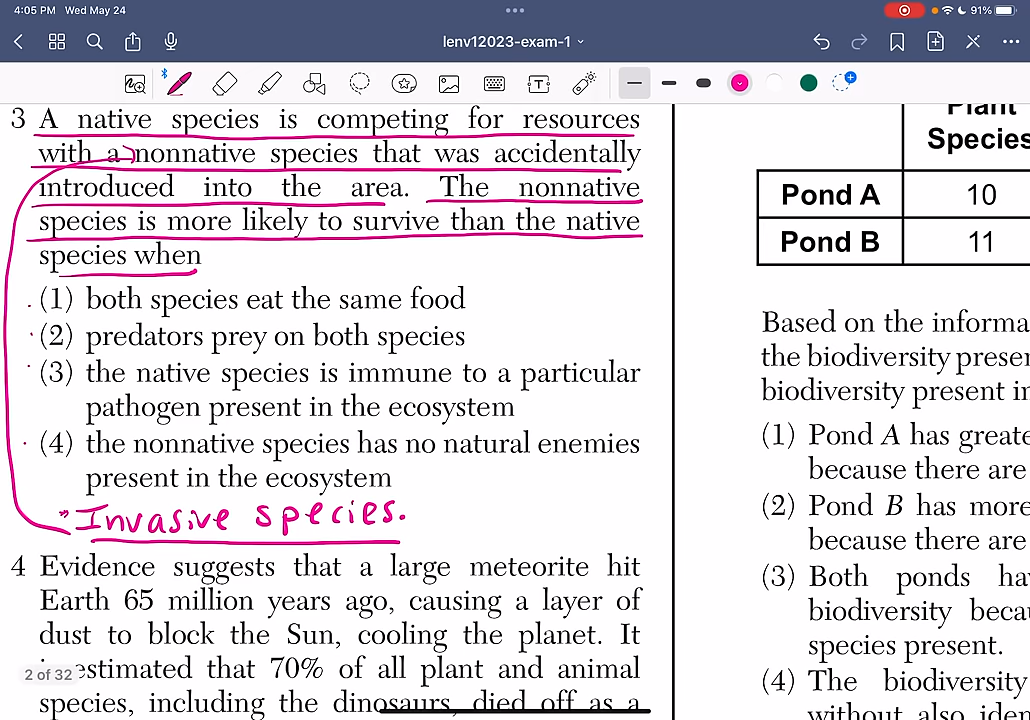 4:05 PM Wed May 24
91%
lenv12023-exam-1
3 A native species is competing for resources
with a nonnative species that was accidentally
introduced into the area. The nonnative
species is more likely to survive than the native
species when
(1) both species eat the same food
(2) predators prey on both species
(3) the native species is immune to a particular
pathogen present in the ecosystem
(4) the nonnative species has no natural enemies
present in the ecosystem
Invasive species.
4 Evidence suggests that a large meteorite hit
Earth 65 million years ago, causing a layer of
dust to block the Sun, cooling the planet. It
estimated that 70% of all plant and animal
species, including the dinosaurs, died off as a
2 of 32
Plant
Species
Pond A 10
Pond B 11
Based on the informa
the biodiversity presen
biodiversity present in
(1) Pond A has greate
because there are
(2) Pond B has more
because there are
(3) Both ponds hav
biodiversity becau
species present.
(4) The biodiversity
without also iden